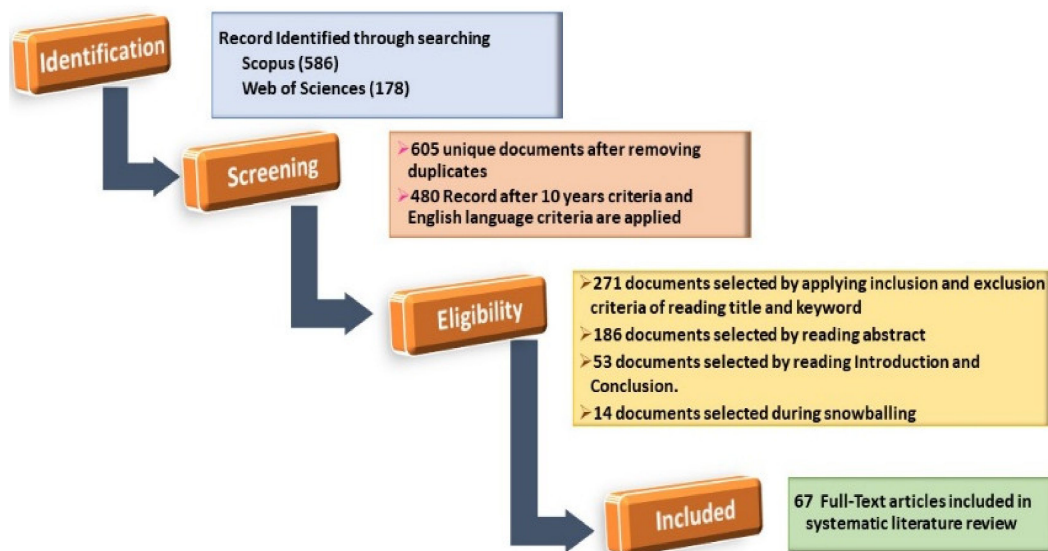 Identification
Record Identified through searching
Scopus (586)
Web of Sciences (178)
Screening
➢605 unique documents after removing
duplicates
➢480 Record after 10 years criteria and
English language criteria are applied
Eligibility
➢271 documents selected by applying inclusion and exclusion
criteria of reading title and keyword
➢186 documents selected by reading abstract
➢53 documents selected by reading Introduction and
Conclusion.
➢14 documents selected during snowballing
Included
67 Full-Text articles included in
systematic literature review